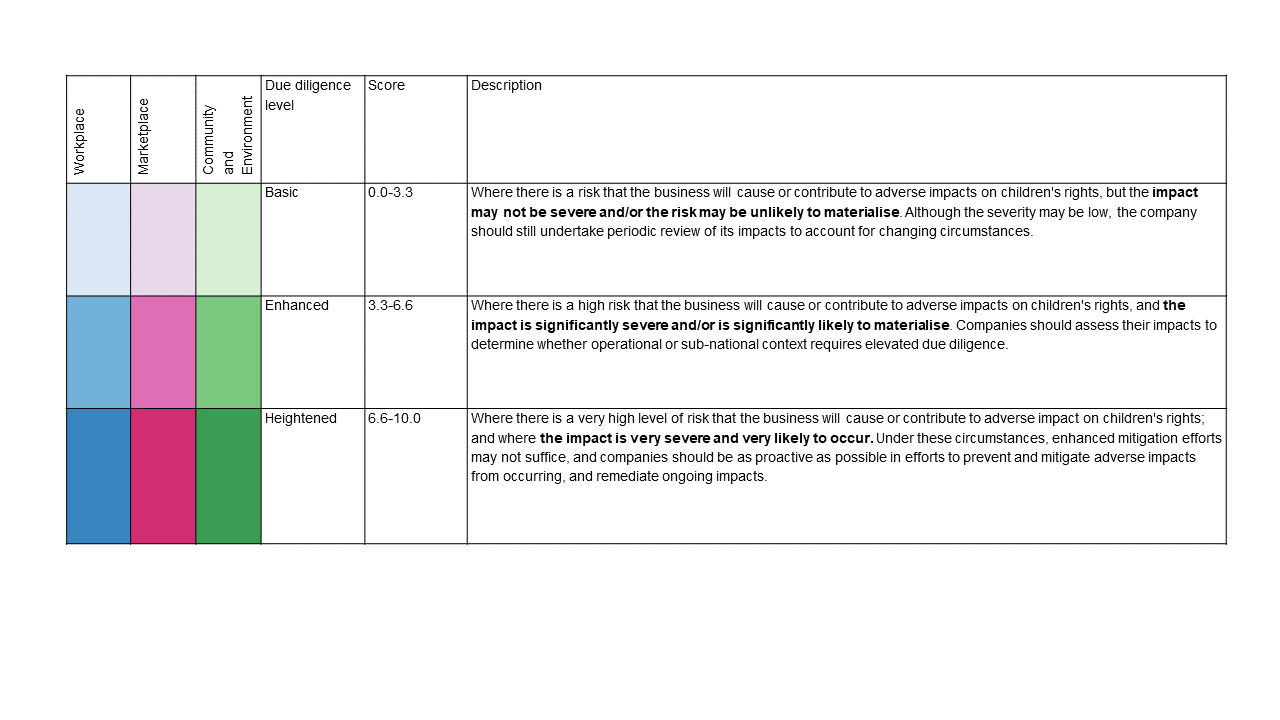 Workplace
Marketplace
Community
and
Environment
Due diligence
level
Score
Description
Basic
0.0-3.3
Where there is a risk that the business will cause or contribute to adverse impacts on children's rights, but the impact
may not be severe and/or the risk may be unlikely to materialise. Although the severity may be low, the company
should still undertake periodic review of its impacts to account for changing circumstances.
Enhanced
3.3-6.6
Where there is a high risk that the business will cause or contribute to adverse impacts on children's rights, and the
impact is significantly severe and/or is significantly likely to materialise. Companies should assess their impacts to
determine whether operational or sub-national context requires elevated due diligence.
Heightened
6.6-10.0
Where there is a very high level of risk that the business will cause or contribute to adverse impact on children's rights;
and where the impact is very severe and very likely to occur. Under these circumstances, enhanced mitigation efforts
may not suffice, and companies should be as proactive as possible in efforts to prevent and mitigate adverse impacts
from occurring, and remediate ongoing impacts.